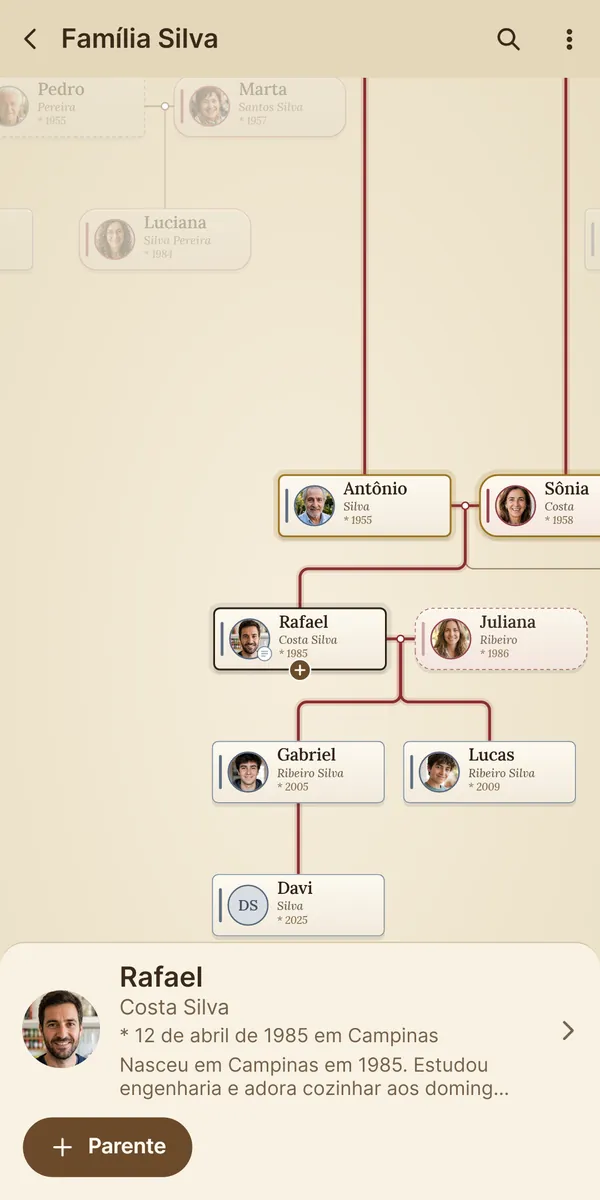 Família Silva
Pedro
Pereira
* 1955
Marta
Santos Silva
* 1957
Luciana
Silva Pereira
* 1984
Antônio
Silva
* 1955
Sônia
Costa
* 1958
Rafael
Costa Silva
* 1985
Juliana
Ribeiro
* 1986
Gabriel
Ribeiro Silva
* 2005
Lucas
Ribeiro Silva
* 2009
DS
Davi
Silva
* 2025
Rafael
Costa Silva
* 12 de abril de 1985 em Campinas
Nasceu em Campinas em 1985. Estudou
engenharia e adora cozinhar aos doming...
+ Parente